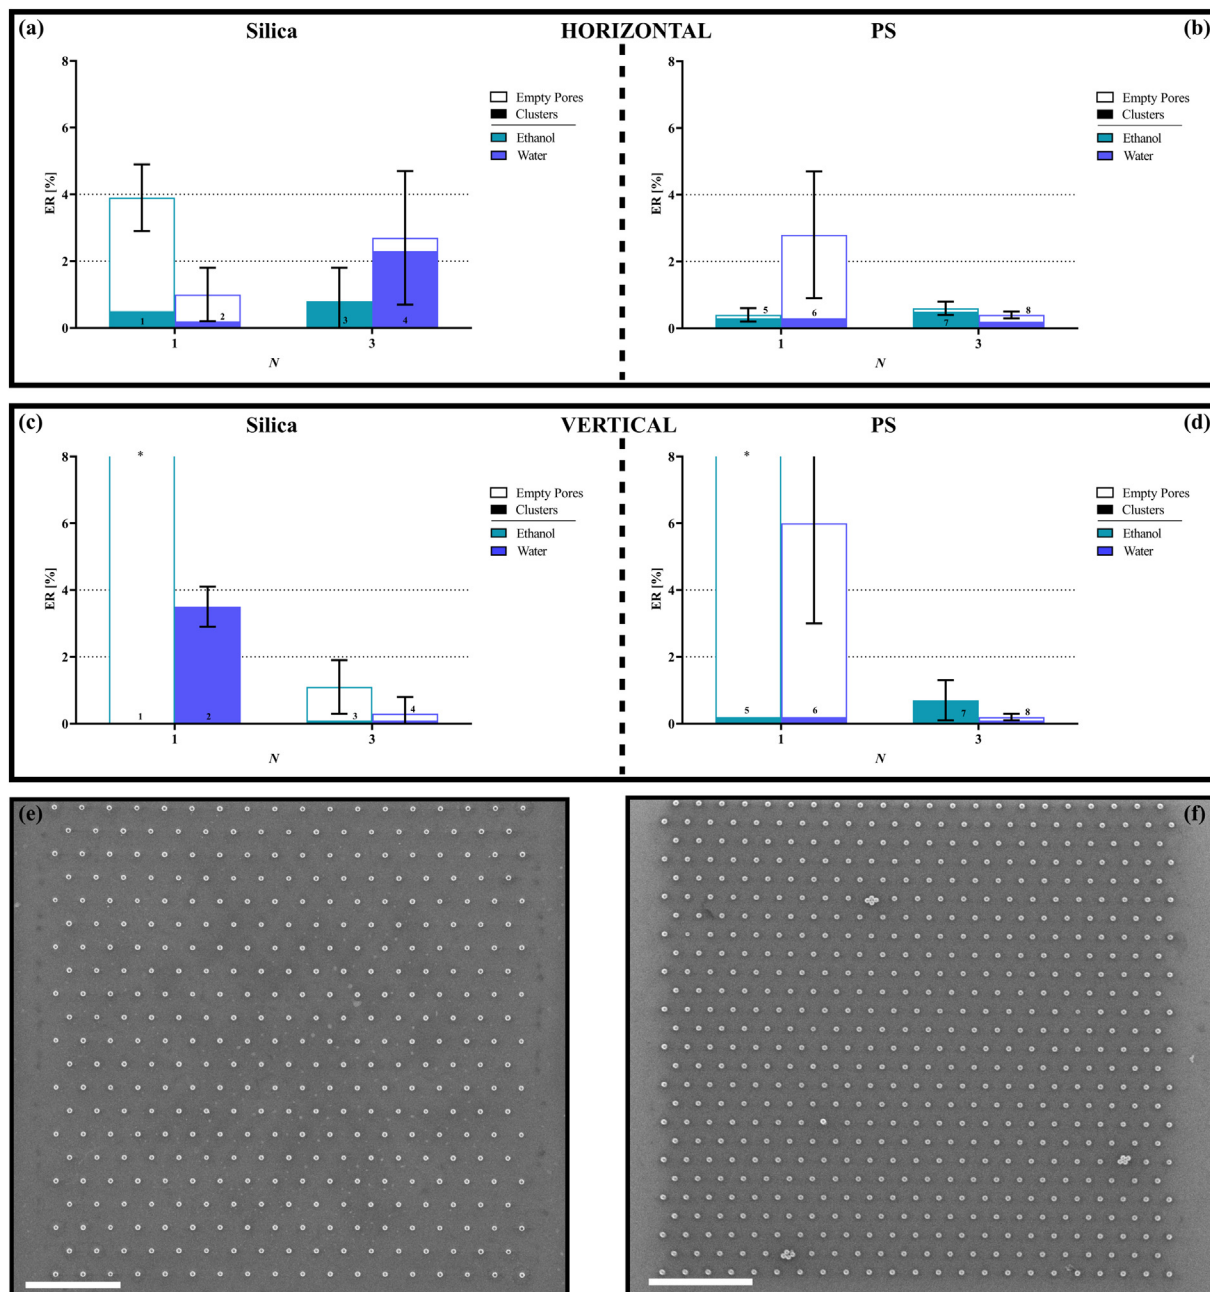 (a) Silica HORIZONTAL PS (b)
8
6
4
2
0
ER [%]
1 2 3 4
1 3
N
Empty Pores
Clusters
Ethanol
Water
8
6
4
2
0
ER [%]
5 6 7 8
1 3
N
Empty Pores
Clusters
Ethanol
Water
(c) Silica VERTICAL PS (d)
8
6
4
2
0
ER [%]
*
1 2 3 4
1 3
N
Empty Pores
Clusters
Ethanol
Water
8
6
4
2
0
ER [%]
*
5 6 7 8
1 3
N
Empty Pores
Clusters
Ethanol
Water
(e)
(f)